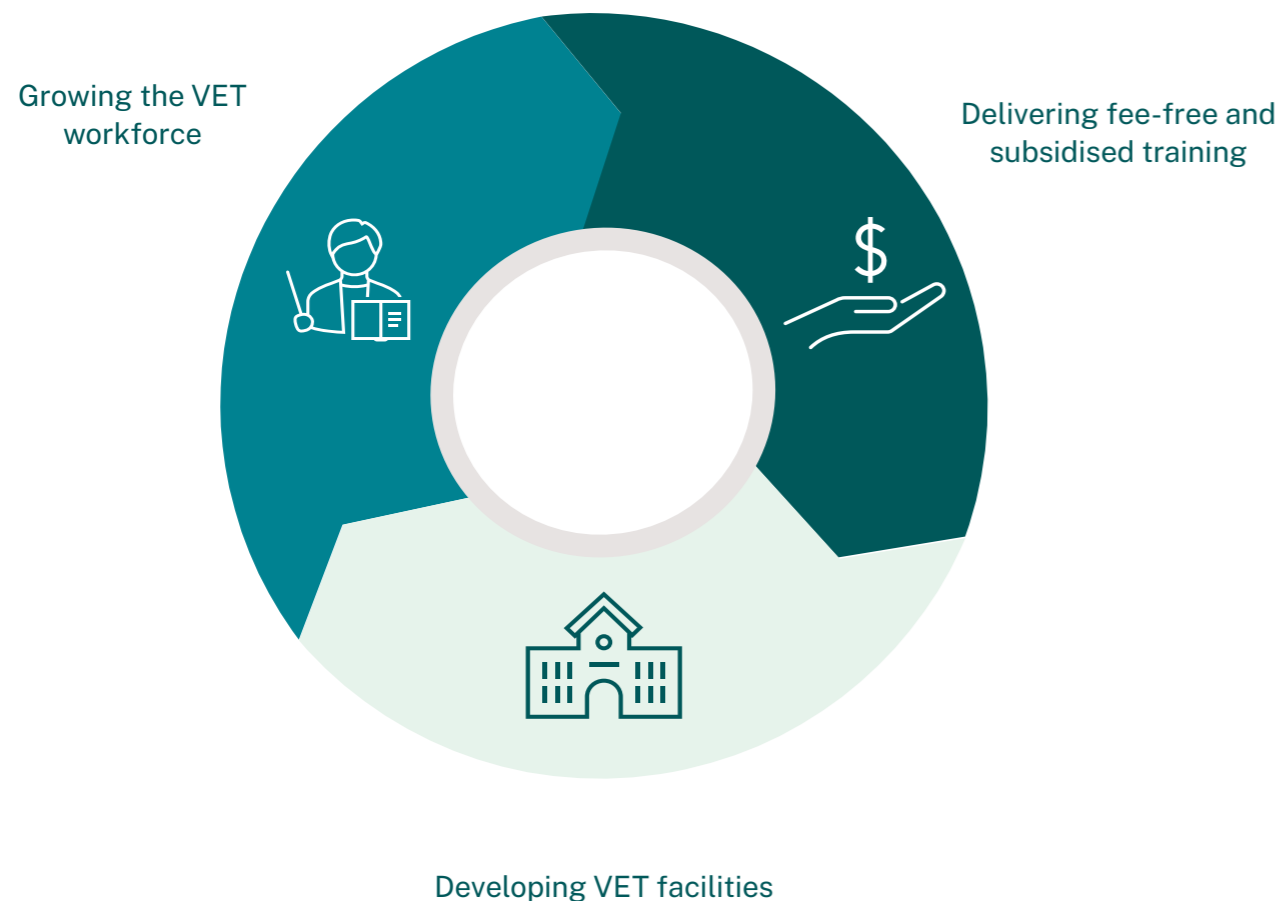 Growing the VET
workforce
Delivering fee-free and
subsidised training
$
Developing VET facilities